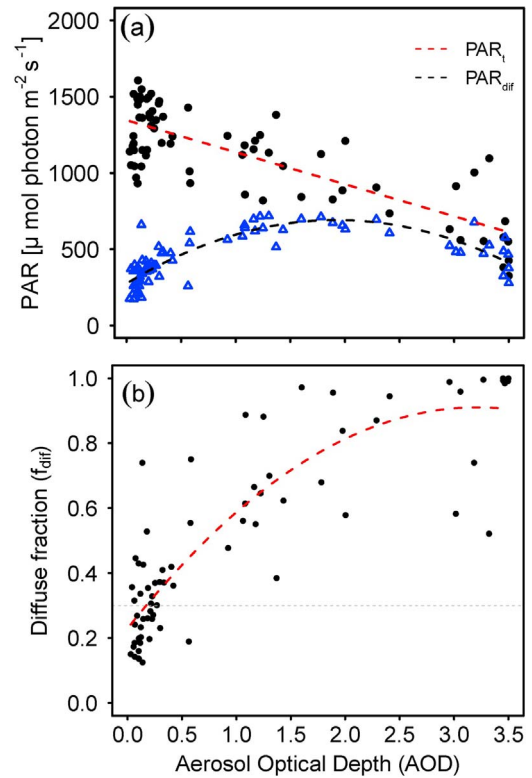 (a)
PARt
PARdif
2000
1500
1000
500
0
PAR [μ mol photon m⁻² s⁻¹]
(b)
1.0
0.8
0.6
0.4
0.2
0.0
Diffuse fraction (fdif)
0.0 0.5 1.0 1.5 2.0 2.5 3.0 3.5
Aerosol Optical Depth (AOD)